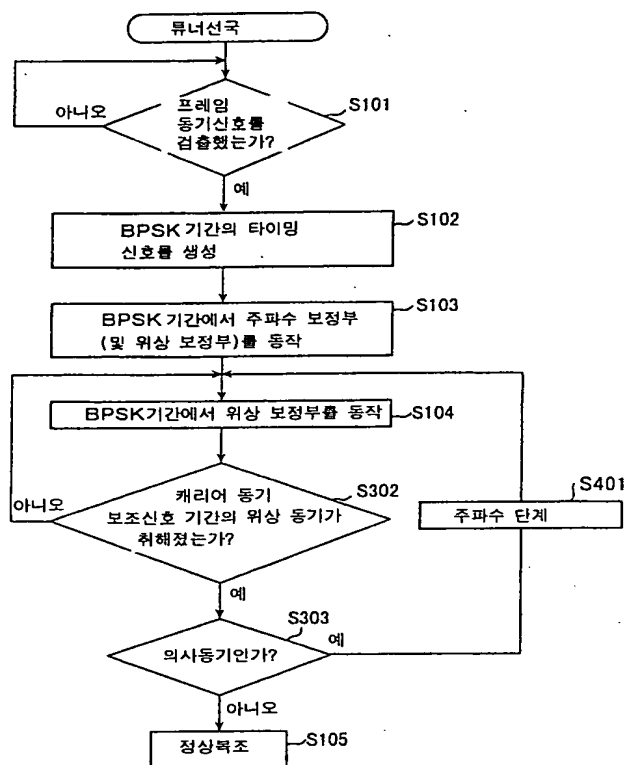 튜너선국
프레임
동기신호를
검출했는가?
S101
아니오
예
BPSK 기간의 타이밍
신호를 생성
S102
BPSK 기간에서 주파수 보정부
(및 위상 보정부)를 동작
S103
BPSK기간에서 위상 보정부를 동작
S104
캐리어 동기
보조신호 기간의 위상 동기가
취해졌는가?
S302
아니오
주파수 단계
S401
예
의사동기인가?
S303
예
아니오
정상복조
S105